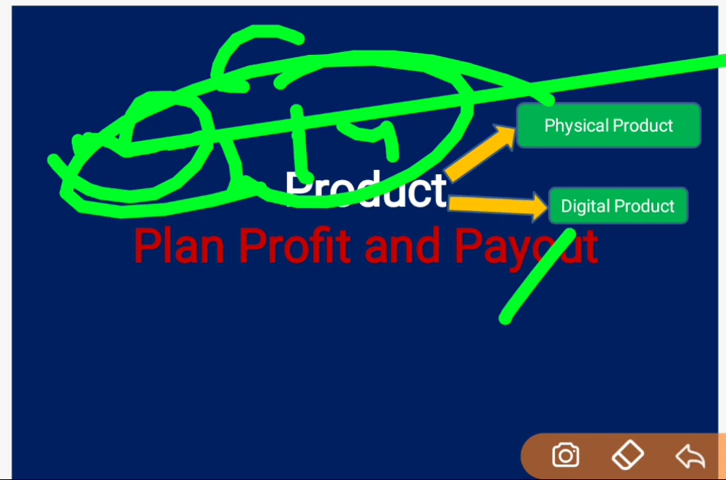 Physical Product
Product
Digital Product
Plan Profit and Payout